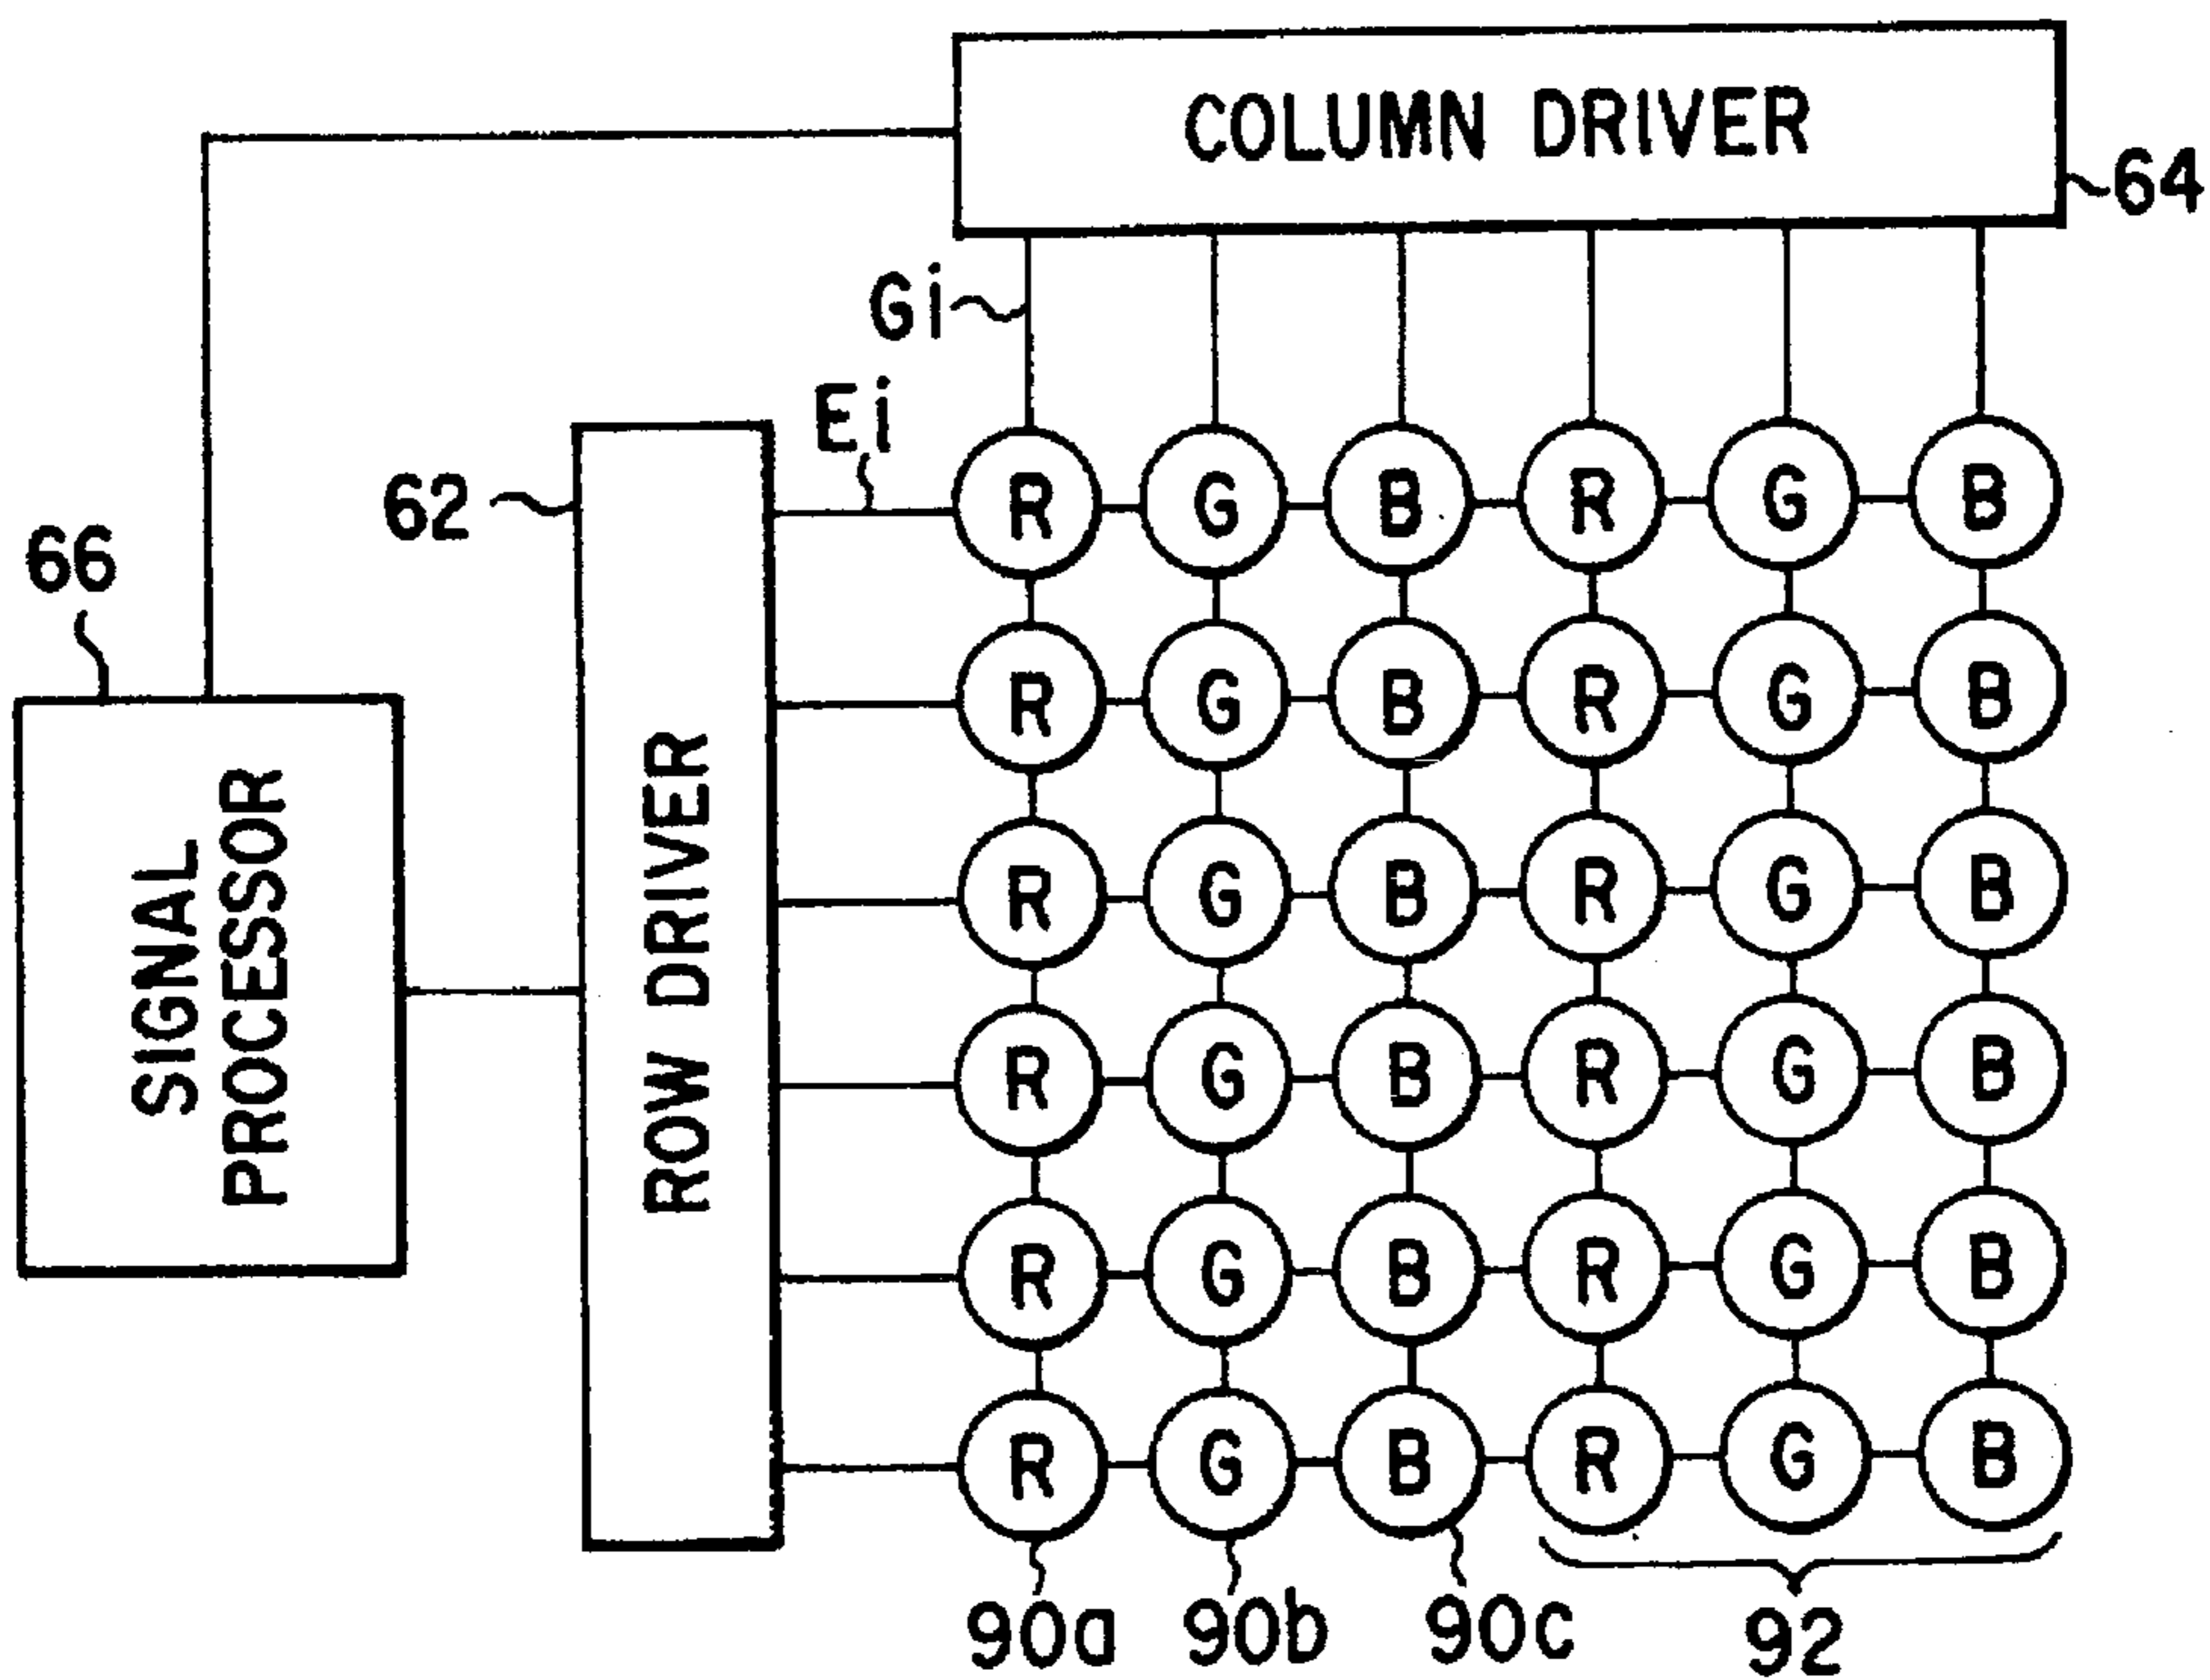 COLUMN DRIVER
64
Gi
Ei
62
66
SIGNAL
PROCESSOR
ROW DRIVER
R G B R G B
R G B R G B
R G B R G B
R G B R G B
R G B R G B
R G B R G B
90a 90b 90c 92